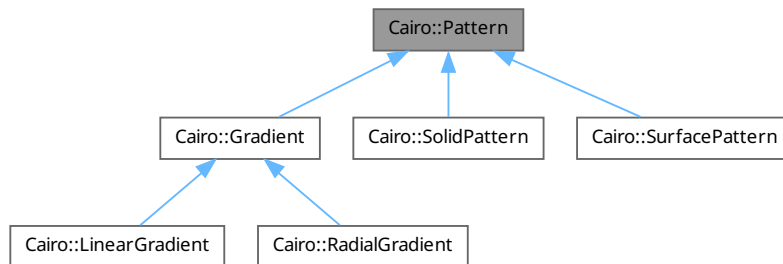 Cairo::Pattern
Cairo::Gradient
Cairo::SolidPattern
Cairo::SurfacePattern
Cairo::LinearGradient
Cairo::RadialGradient